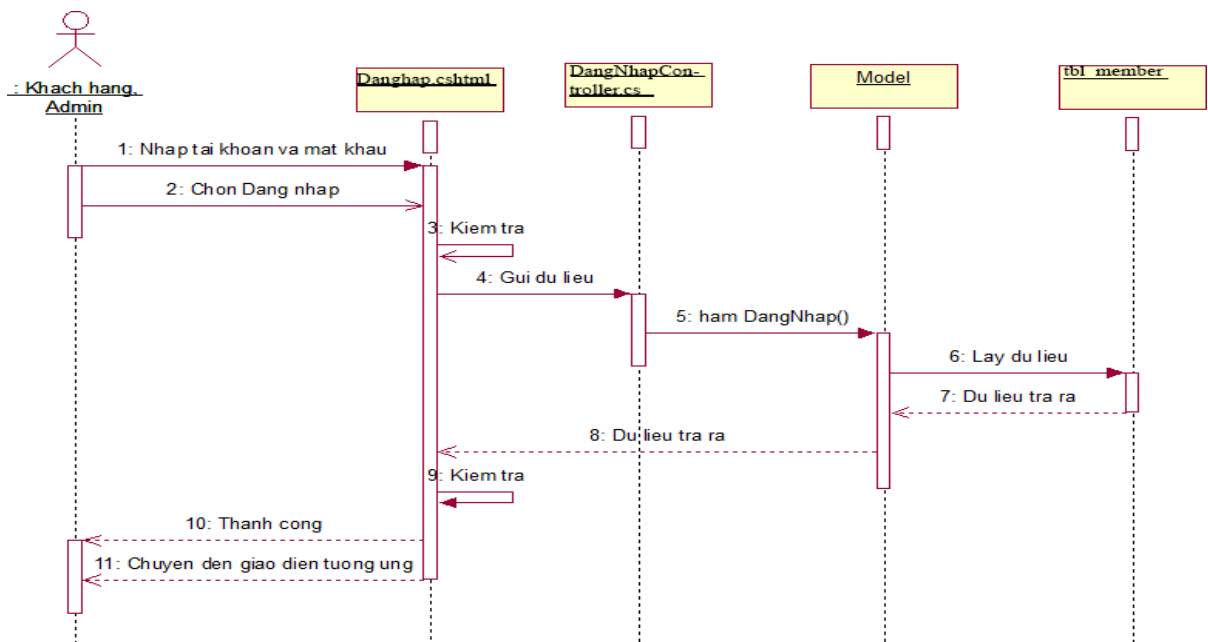 : Khach hang,
Admin
Danghap.cshtml
DangNhapCon-
troller.cs
Model
tbl_member
1: Nhap tai khoan va mat khau
2: Chon Dang nhap
3: Kiem tra
4: Gui du lieu
5: ham DangNhap()
6: Lay du lieu
7: Du lieu tra ra
8: Du lieu tra ra
9: Kiem tra
10: Thanh cong
11: Chuyen den giao dien tuong ung